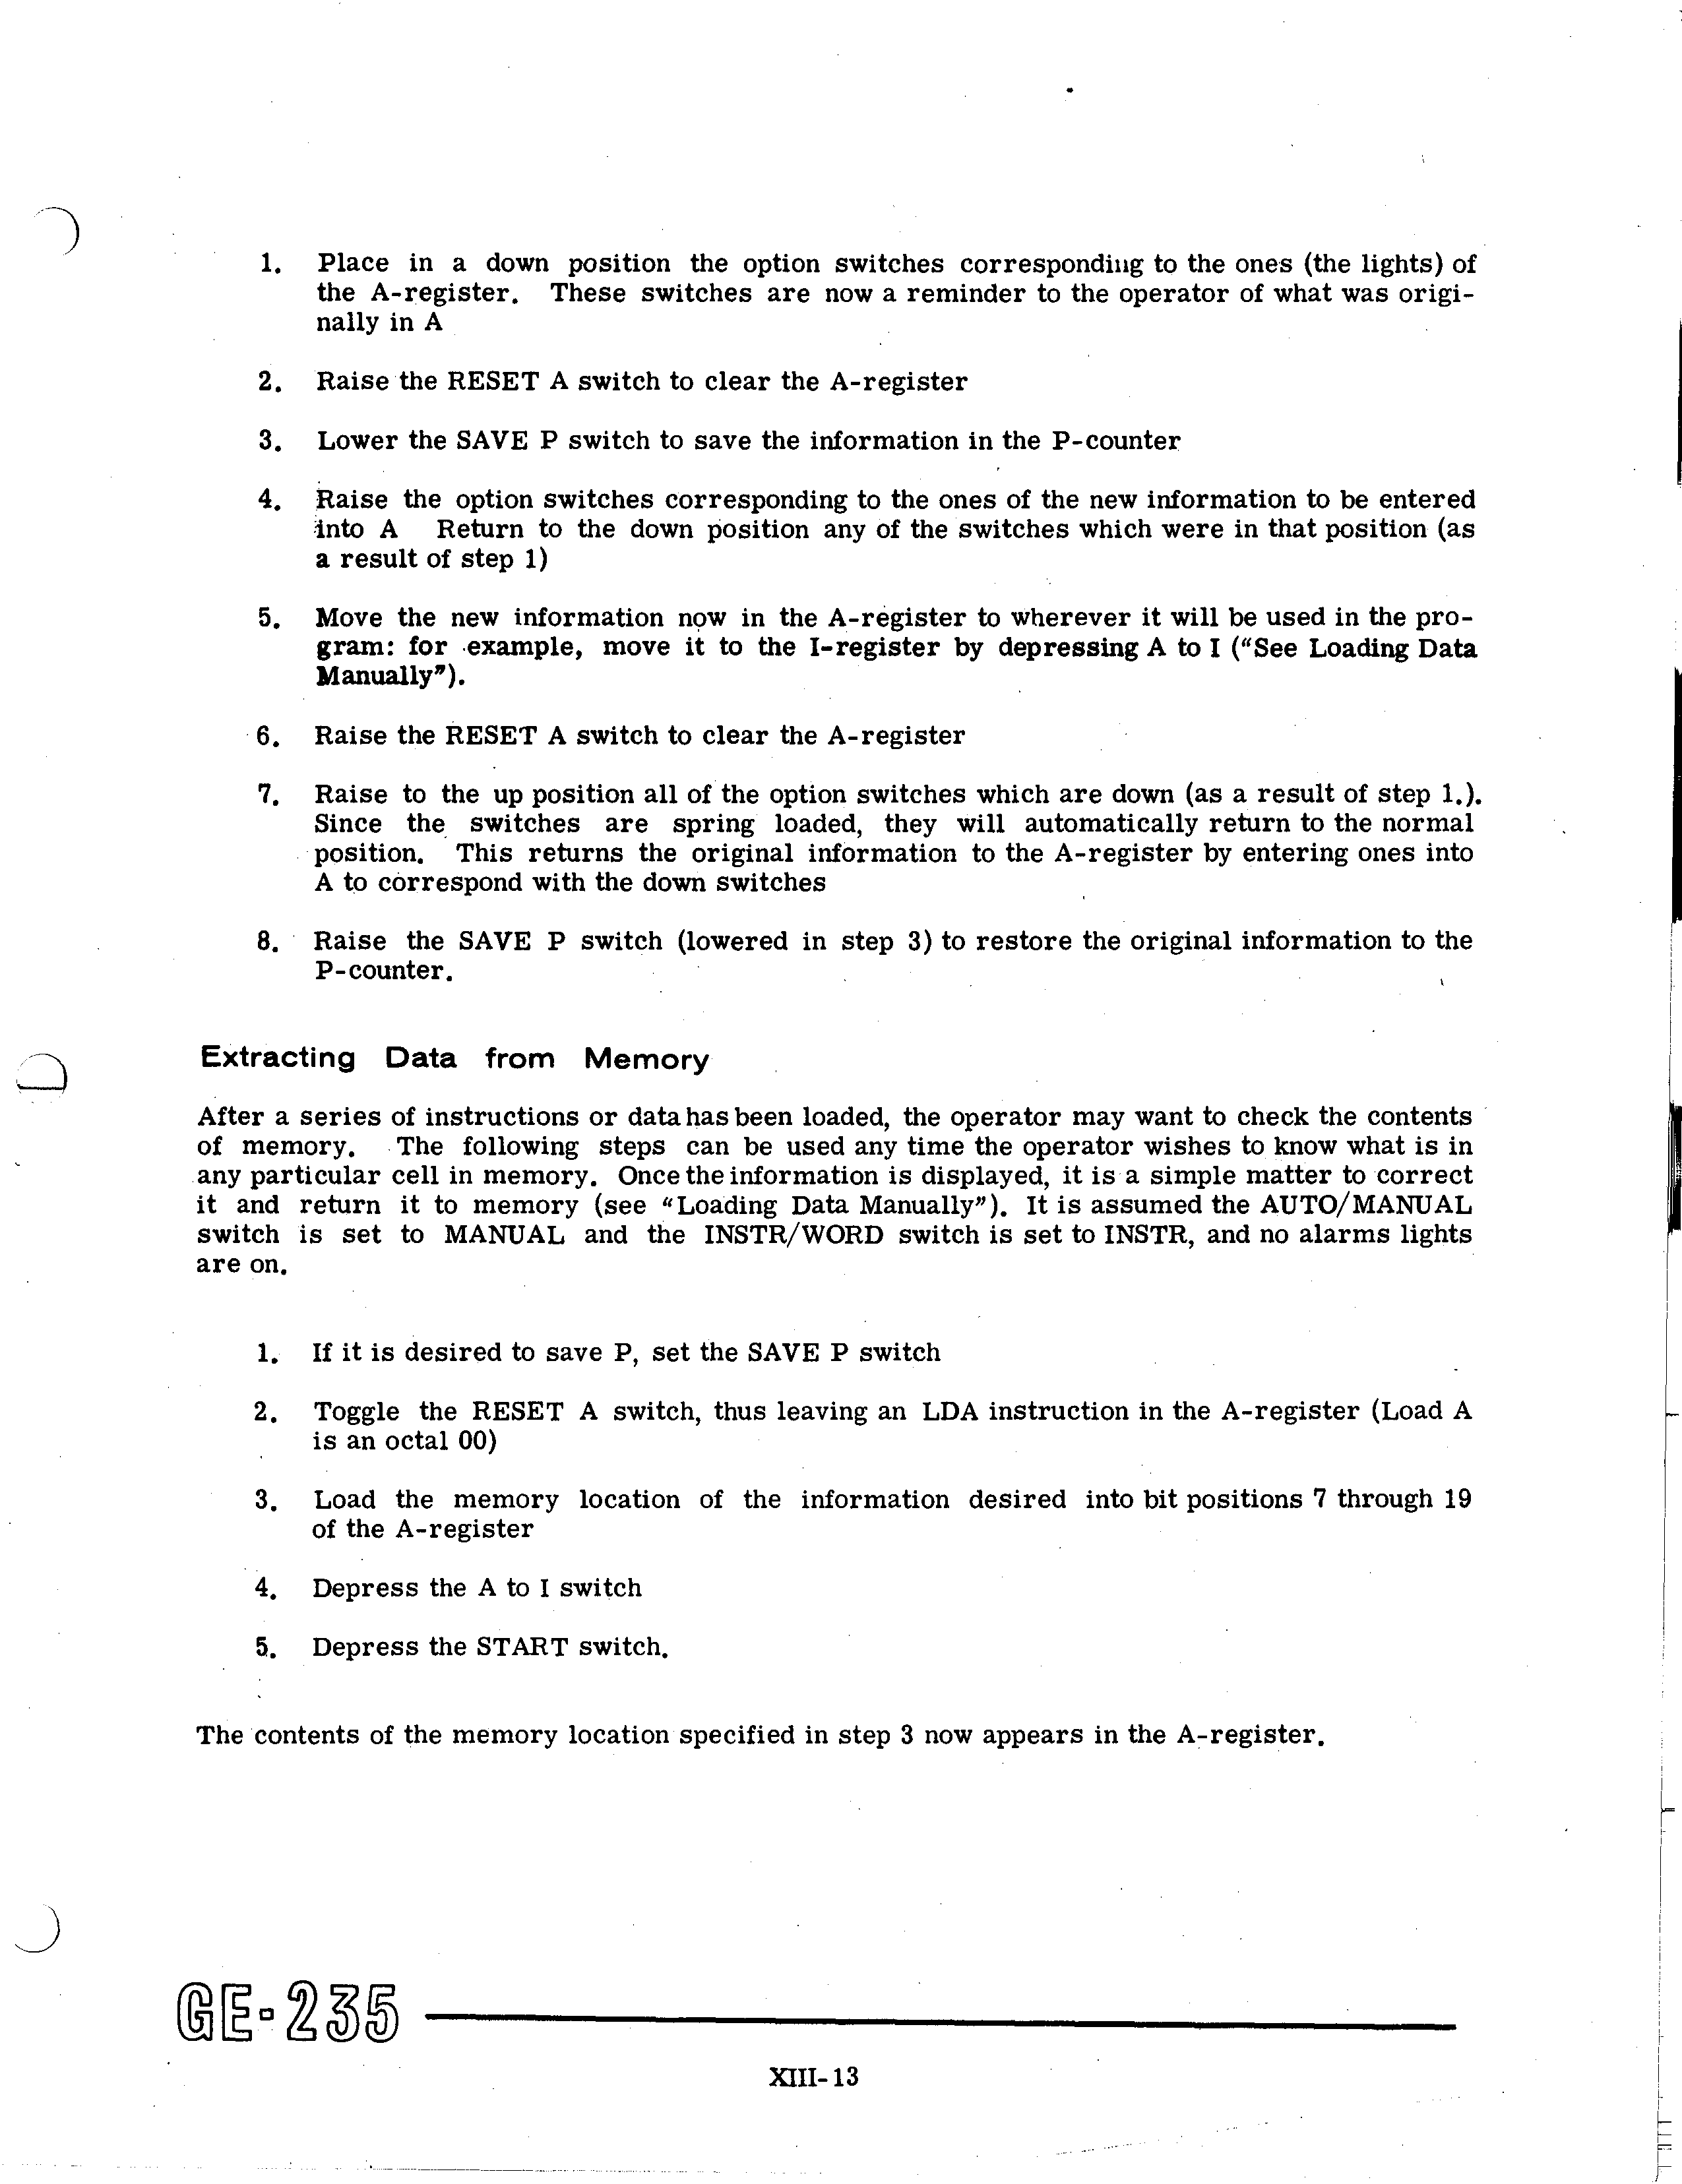 1. Place in a down position the option switches corresponding to the ones (the lights) of
the A-register. These switches are now a reminder to the operator of what was origi-
nally in A
2. Raise the RESET A switch to clear the A-register
3. Lower the SAVE P switch to save the information in the P-counter
4. Raise the option switches corresponding to the ones of the new information to be entered
into A Return to the down position any of the switches which were in that position (as
a result of step 1)
5. Move the new information now in the A-register to wherever it will be used in the pro-
gram: for example, move it to the I-register by depressing A to I (“See Loading Data
Manually”).
6. Raise the RESET A switch to clear the A-register
7. Raise to the up position all of the option switches which are down (as a result of step 1.).
Since the switches are spring loaded, they will automatically return to the normal
position. This returns the original information to the A-register by entering ones into
A to correspond with the down switches
8. Raise the SAVE P switch (lowered in step 3) to restore the original information to the
P-counter.
Extracting Data from Memory
After a series of instructions or data has been loaded, the operator may want to check the contents
of memory. The following steps can be used any time the operator wishes to know what is in
any particular cell in memory. Once the information is displayed, it is a simple matter to correct
it and return it to memory (see “Loading Data Manually”). It is assumed the AUTO/MANUAL
switch is set to MANUAL and the INSTR/WORD switch is set to INSTR, and no alarms lights
are on.
1. If it is desired to save P, set the SAVE P switch
2. Toggle the RESET A switch, thus leaving an LDA instruction in the A-register (Load A
is an octal 00)
3. Load the memory location of the information desired into bit positions 7 through 19
of the A-register
4. Depress the A to I switch
5. Depress the START switch.
The contents of the memory location specified in step 3 now appears in the A-register.
GE-235
XIII-13